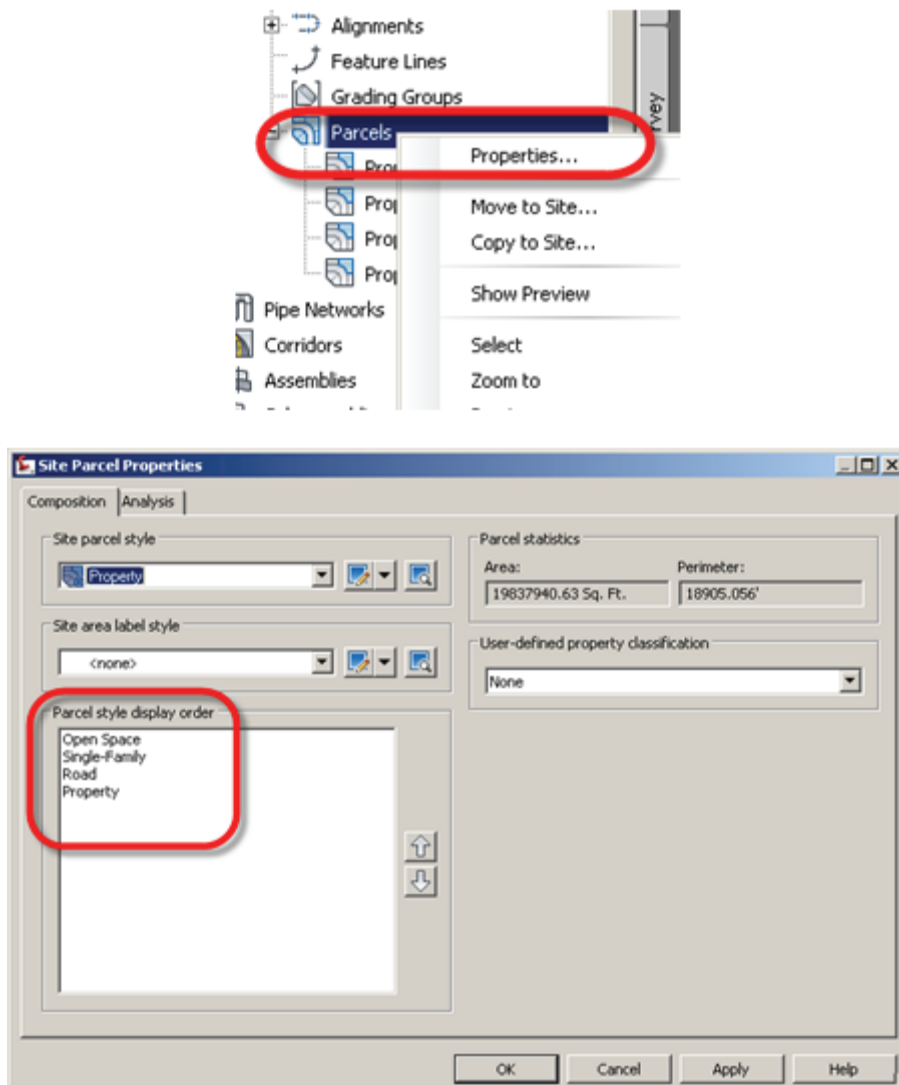 Alignments
Feature Lines
Grading Groups
Parcels
Properties...
Move to Site...
Copy to Site...
Show Preview
Select
Zoom to
Pipe Networks
Corridors
Assemblies
Site Parcel Properties
Composition Analysis
Site parcel style
Property
Site area label style
<none>
Parcel style display order
Open Space
Single-Family
Road
Property
Parcel statistics
Area: Perimeter:
19837940.63 Sq. Ft. 18905.056'
User-defined property classification
None
OK Cancel Apply Help